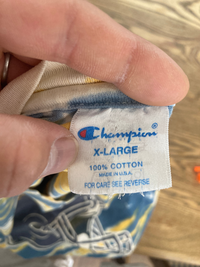 Champion
X-LARGE
100% COTTON
MADE IN U.S.A.
FOR CARE SEE REVERSE